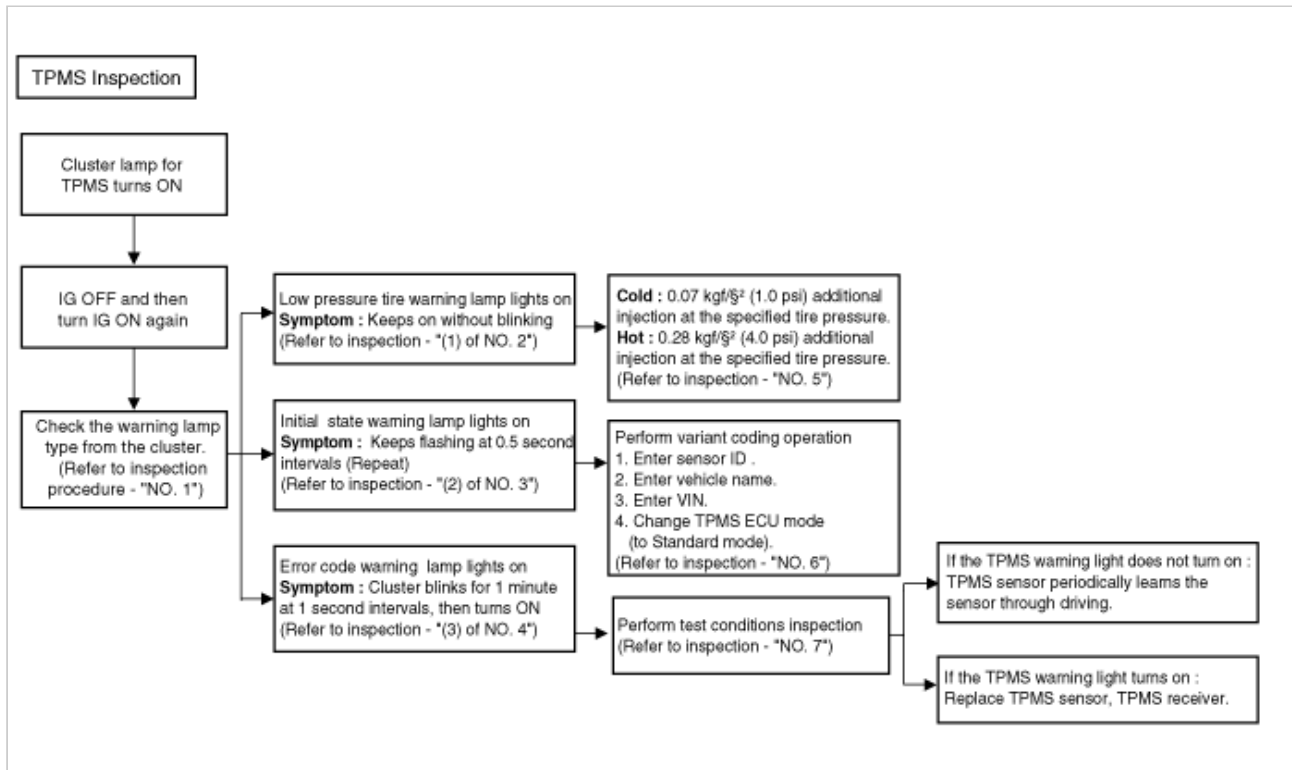 TPMS Inspection
Cluster lamp for
TPMS turns ON
IG OFF and then
turn IG ON again
Check the warning lamp
type from the cluster.
(Refer to inspection
procedure - "NO. 1")
Low pressure tire warning lamp lights on
Symptom : Keeps on without blinking
(Refer to inspection - "(1) of NO. 2")
Cold : 0.07 kgf/§² (1.0 psi) additional
injection at the specified tire pressure.
Hot : 0.28 kgf/§² (4.0 psi) additional
injection at the specified tire pressure.
(Refer to inspection - "NO. 5")
Initial state warning lamp lights on
Symptom : Keeps flashing at 0.5 second
intervals (Repeat)
(Refer to inspection - "(2) of NO. 3")
Perform variant coding operation
1. Enter sensor ID .
2. Enter vehicle name.
3. Enter VIN.
4. Change TPMS ECU mode
(to Standard mode).
(Refer to inspection - "NO. 6")
Error code warning lamp lights on
Symptom : Cluster blinks for 1 minute
at 1 second intervals, then turns ON
(Refer to inspection - "(3) of NO. 4")
Perform test conditions inspection
(Refer to inspection - "NO. 7")
If the TPMS warning light does not turn on :
TPMS sensor periodically learns the
sensor through driving.
If the TPMS warning light turns on :
Replace TPMS sensor, TPMS receiver.